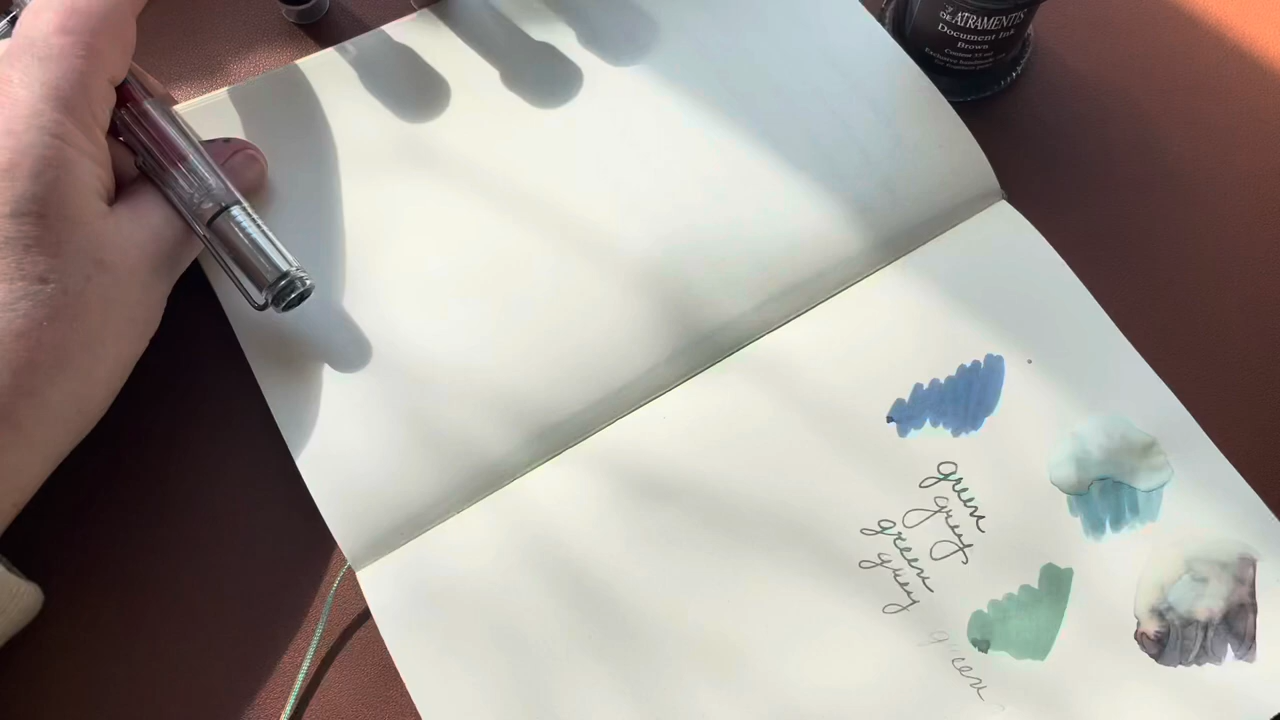 DE ATRAMENTIS
Document Ink
Brown
green
grey
green
grey
green